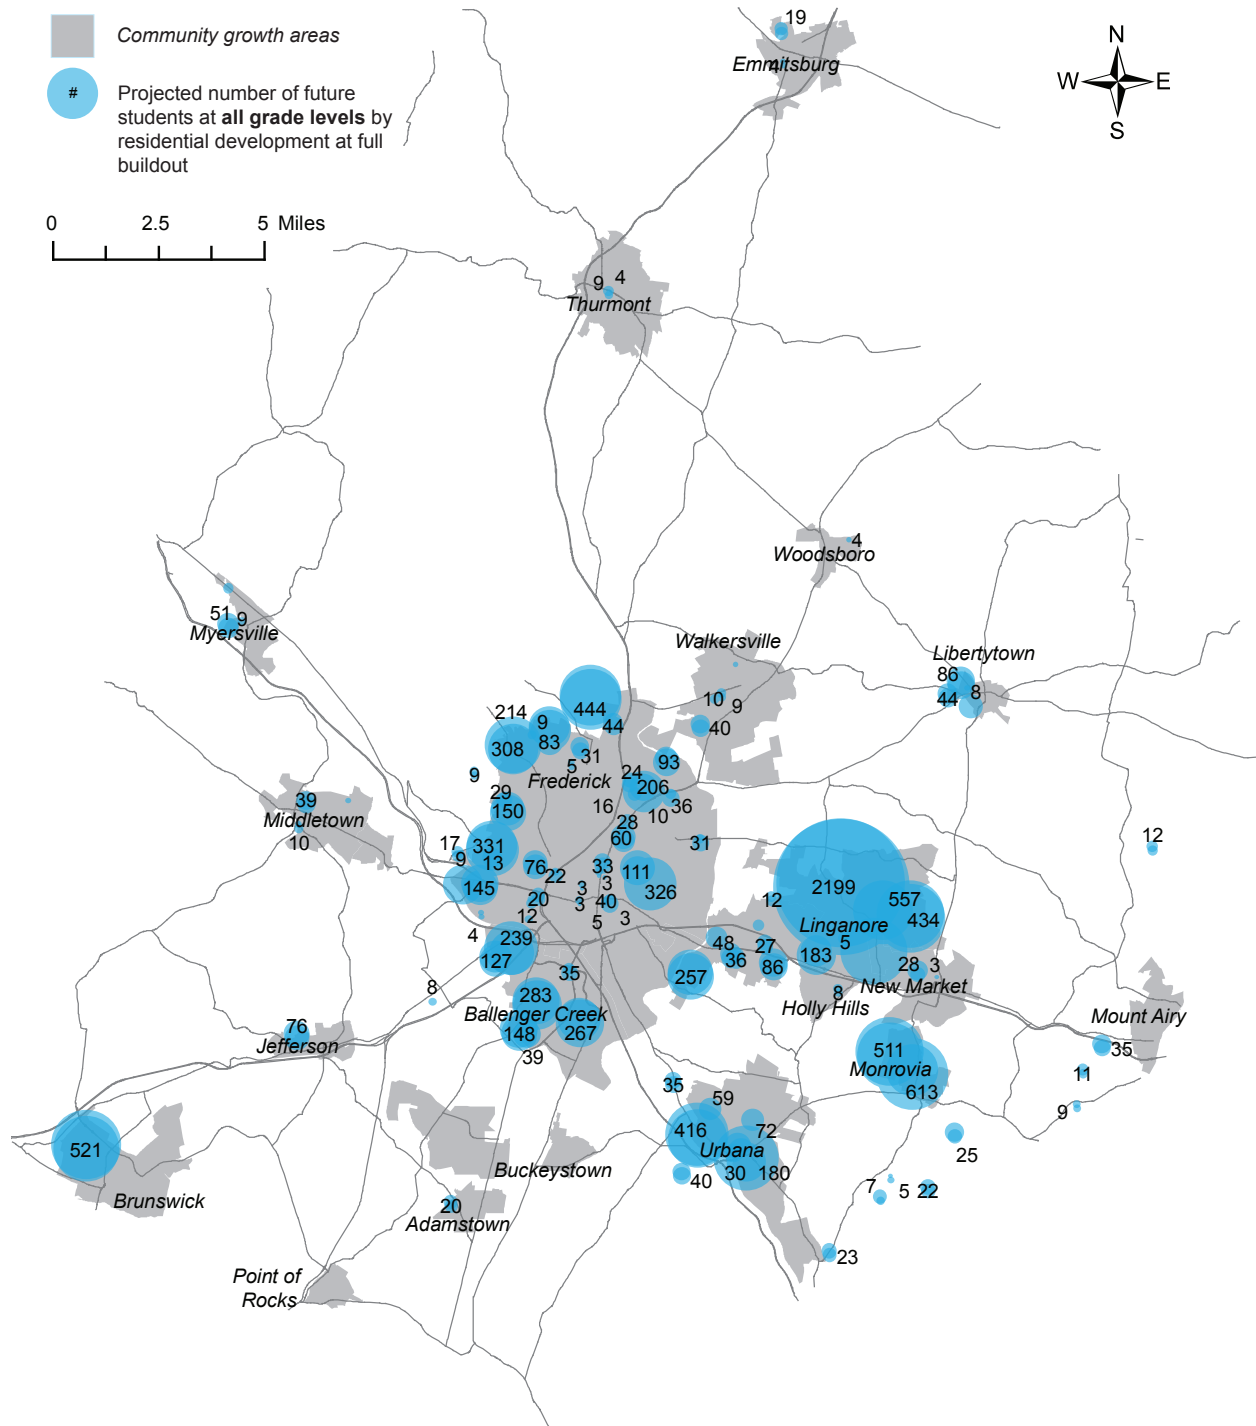 Community growth areas
# Projected number of future
students at all grade levels by
residential development at full
buildout
0 2.5 5 Miles
N
W E
S
19
4
Emmitsburg
9 4
Thurmont
4
Woodsboro
51 9
Myersville
Walkersville
10 9
40
Libertytown
86
8
44
214
444
9
44
83
308
31
5
9
Frederick
93
24
206
29
16
36
10
150
28
60
31
39
Middletown
10
17
331
9
13
76
22
33
111
145
3 3
326
20
3
40
12
5
3
4
239
127
12
2199
557
434
Linganore
5
48
27
36
183
86
257
28 3
New Market
8
Holly Hills
12
35
8
283
Ballenger Creek
148
267
39
76
Jefferson
Mount Airy
35
511
Monrovia
11
613
9
35
59
416
72
Urbana
30 180
40
25
521
Brunswick
Buckeystown
20
Adamstown
7 5 22
23
Point of
Rocks